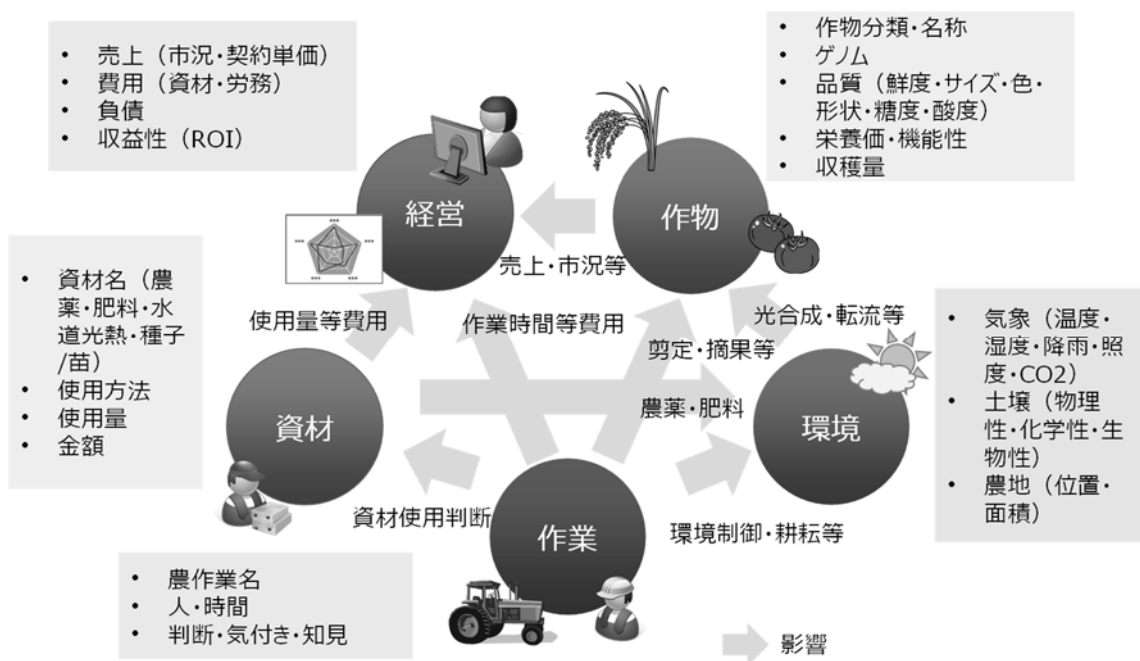 • 売上（市況・契約単価）
• 費用（資材・労務）
• 負債
• 収益性（ROI）
• 作物分類・名称
• ゲノム
• 品質（鮮度・サイズ・色・
形状・糖度・酸度）
• 栄養価・機能性
• 収穫量
経営
作物
売上・市況等
• 資材名（農
薬・肥料・水
道光熱・種子
/苗）
• 使用方法
• 使用量
• 金額
使用量等費用
作業時間等費用
光合成・転流等
剪定・摘果等
農薬・肥料
• 気象（温度・
湿度・降雨・照
度・CO2）
• 土壌（物理
性・化学性・生
物性）
• 農地（位置・
面積）
資材
環境
資材使用判断
作業
環境制御・耕耘等
• 農作業名
• 人・時間
• 判断・気付き・知見
影響